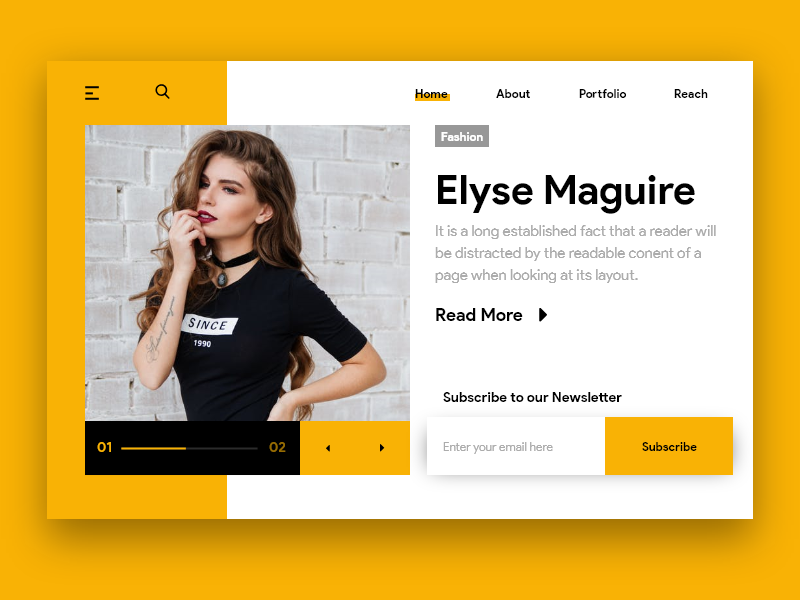 Home
About
Portfolio
Reach
Fashion
Elyse Maguire
It is a long established fact that a reader will
be distracted by the readable conent of a
page when looking at its layout.
Read More
SINCE
1990
01
02
Subscribe to our Newsletter
Enter your email here
Subscribe